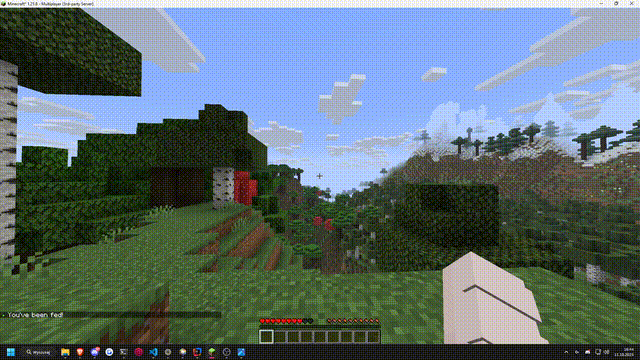 Minecraft* 1.21.8 - Multiplayer (3rd-party Server)
- You've been fed!
Wyszukaj